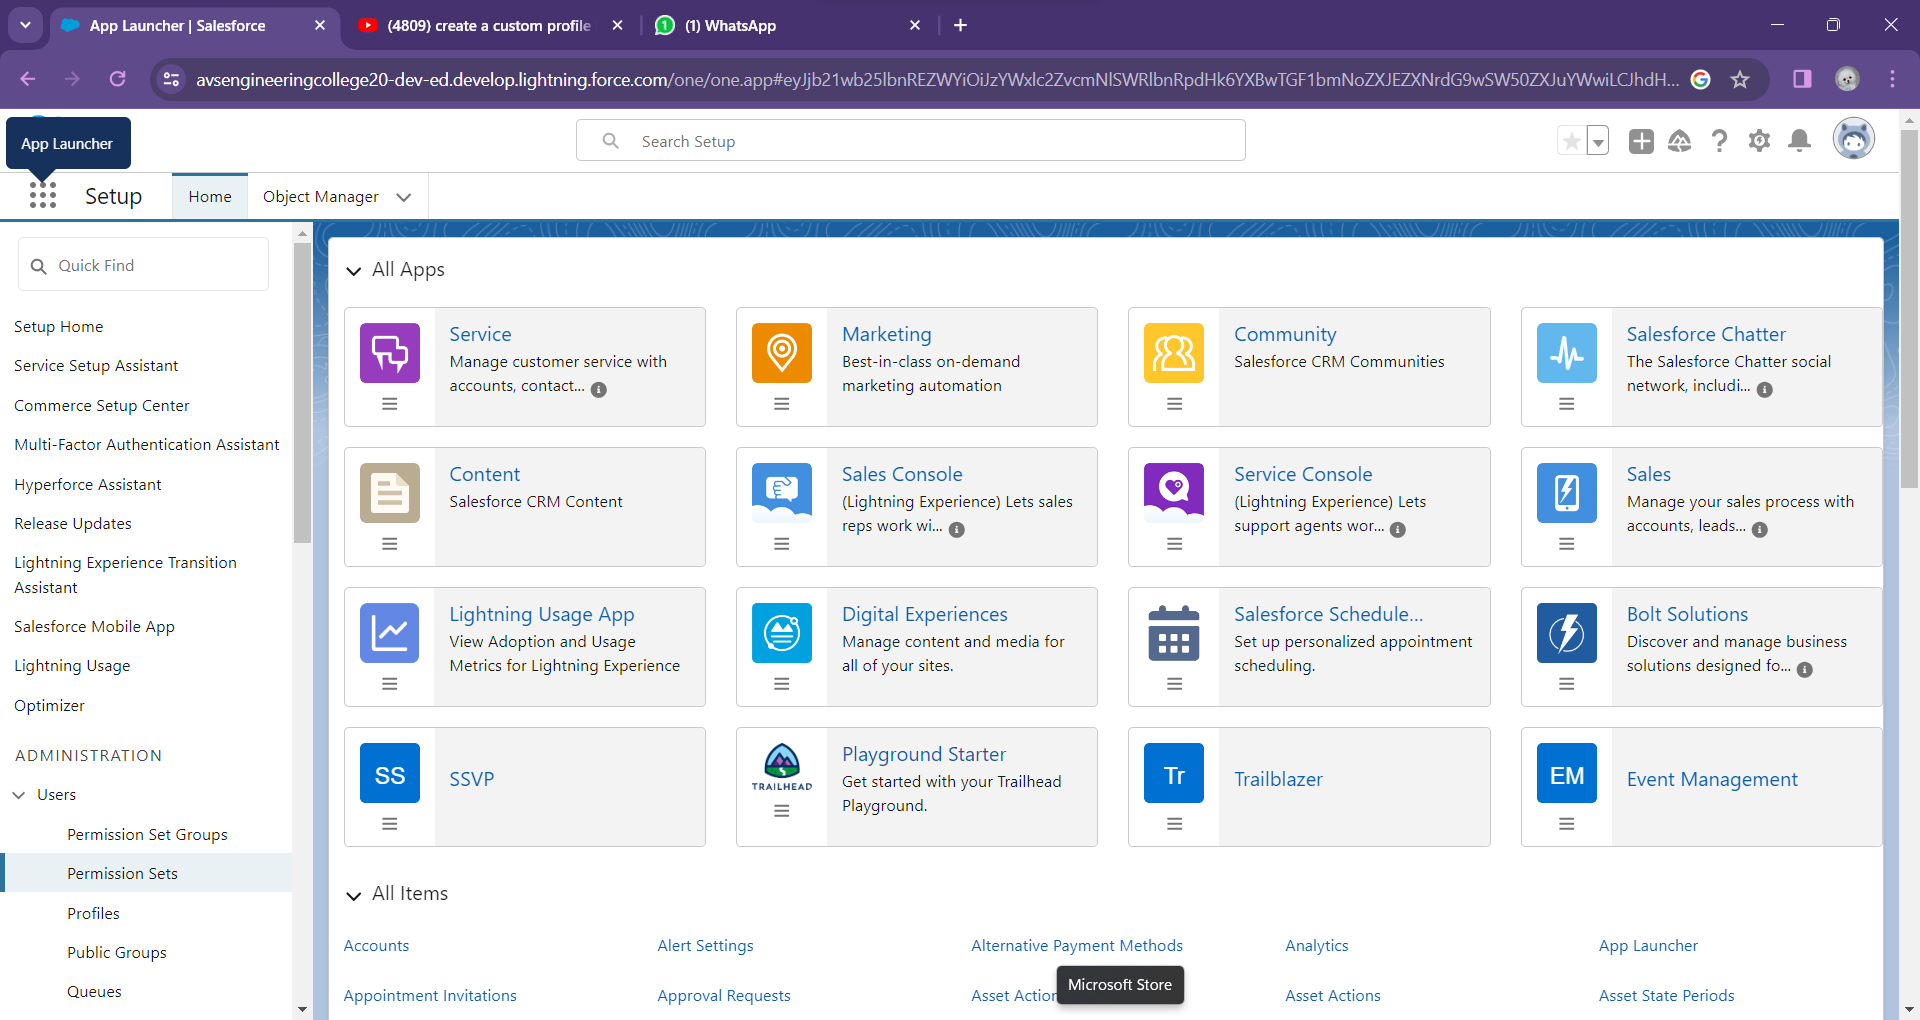 App Launcher | Salesforce
(4809) create a custom profile
1
(1) WhatsApp
avsengineeringcollege20-dev-ed.develop.lightning.force.com/one/one.app#
App Launcher
Search Setup
Setup
Home
Object Manager
Quick Find
Setup Home
Service Setup Assistant
Commerce Setup Center
Multi-Factor Authentication Assistant
Hyperforce Assistant
Release Updates
Lightning Experience Transition
Assistant
Salesforce Mobile App
Lightning Usage
Optimizer
ADMINISTRATION
Users
Permission Set Groups
Permission Sets
Profiles
Public Groups
Queues
All Apps
Service
Manage customer service with
accounts, contact...
Marketing
Best-in-class on-demand
marketing automation
Community
Salesforce CRM Communities
Salesforce Chatter
The Salesforce Chatter social
network, includi...
Content
Salesforce CRM Content
Sales Console
(Lightning Experience) Lets sales
reps work wi...
Service Console
(Lightning Experience) Lets
support agents wor...
Sales
Manage your sales process with
accounts, leads...
Lightning Usage App
View Adoption and Usage
Metrics for Lightning Experience
Digital Experiences
Manage content and media for
all of your sites.
Salesforce Schedule...
Set up personalized appointment
scheduling.
Bolt Solutions
Discover and manage business
solutions designed fo...
SS
SSVP
TRAILHEAD
Playground Starter
Get started with your Trailhead
Playground.
Tr
Trailblazer
EM
Event Management
All Items
Accounts
Alert Settings
Alternative Payment Methods
Analytics
App Launcher
Appointment Invitations
Approval Requests
Asset Action
Microsoft Store
Asset Actions
Asset State Periods